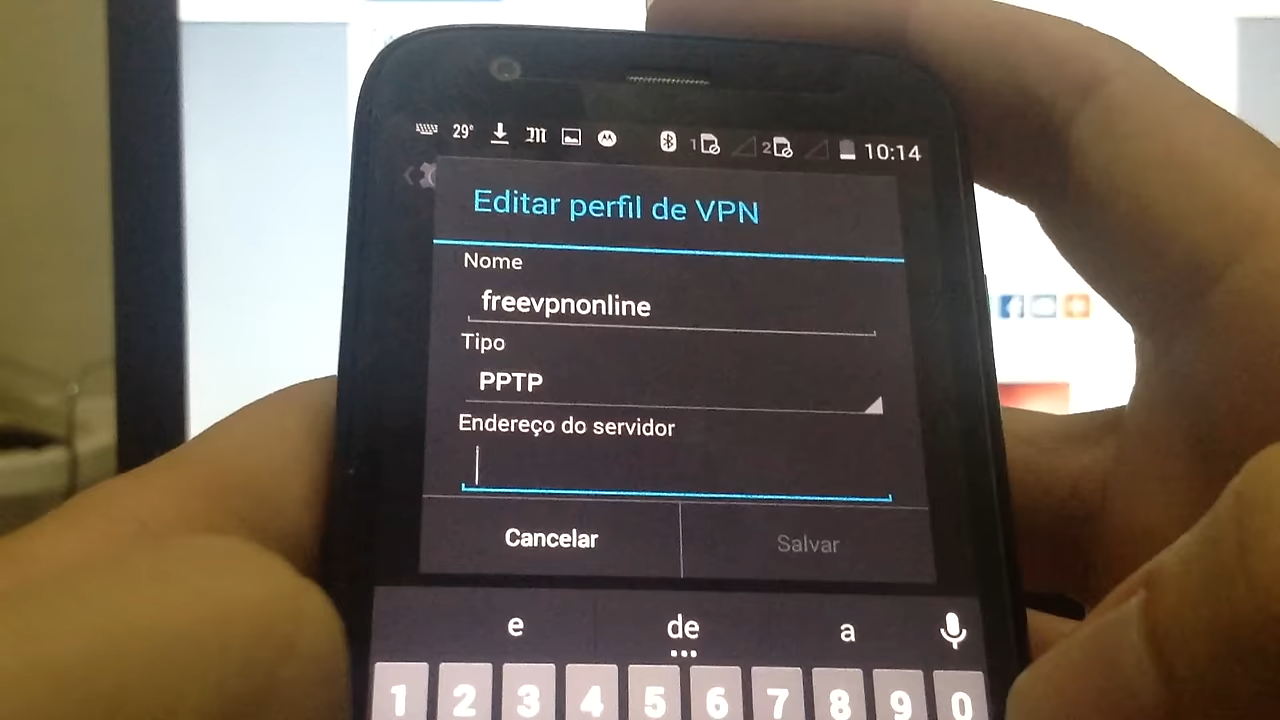 29° 1 2 10:14
Editar perfil de VPN
Nome
freevpnonline
Tipo
PPTP
Endereço do servidor
Cancelar Salvar
e de a
1 2 3 4 5 6 7 8 9 0